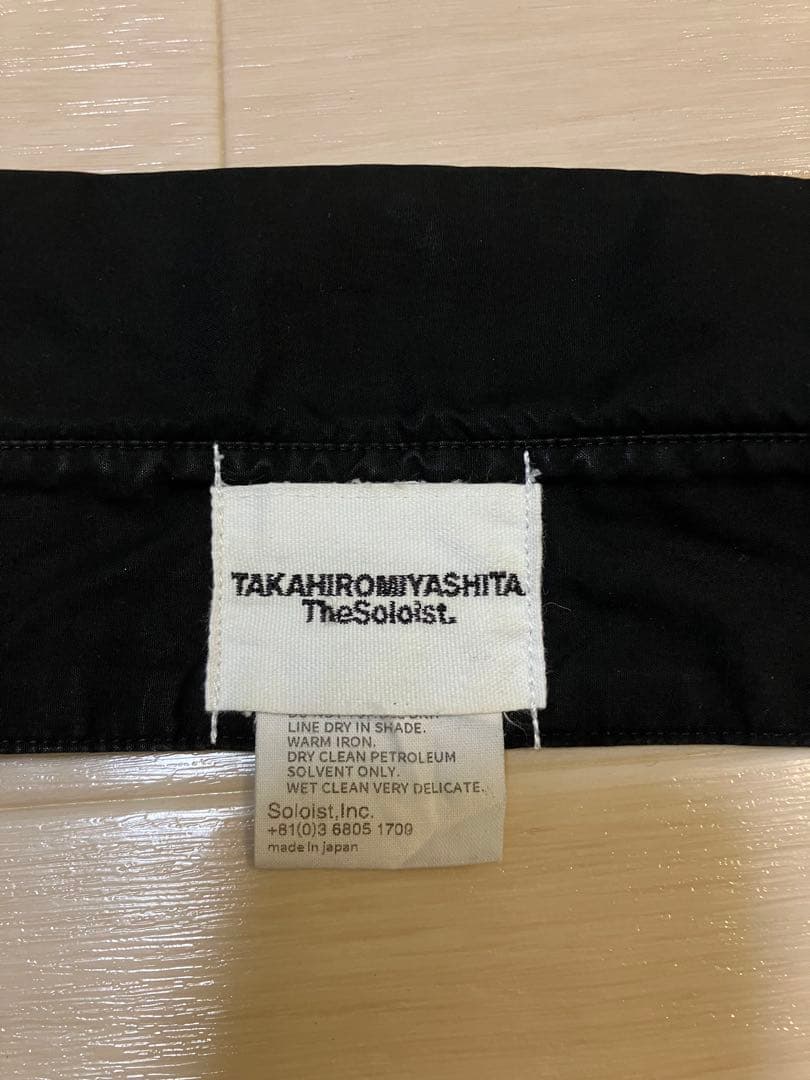 TAKAHIROMIYASHITA
TheSoloist.
LINE DRY IN SHADE.
WARM IRON.
DRY CLEAN PETROLEUM
SOLVENT ONLY.
WET CLEAN VERY DELICATE.
Soloist,Inc.
+81(0)3 6805 1709
made in japan